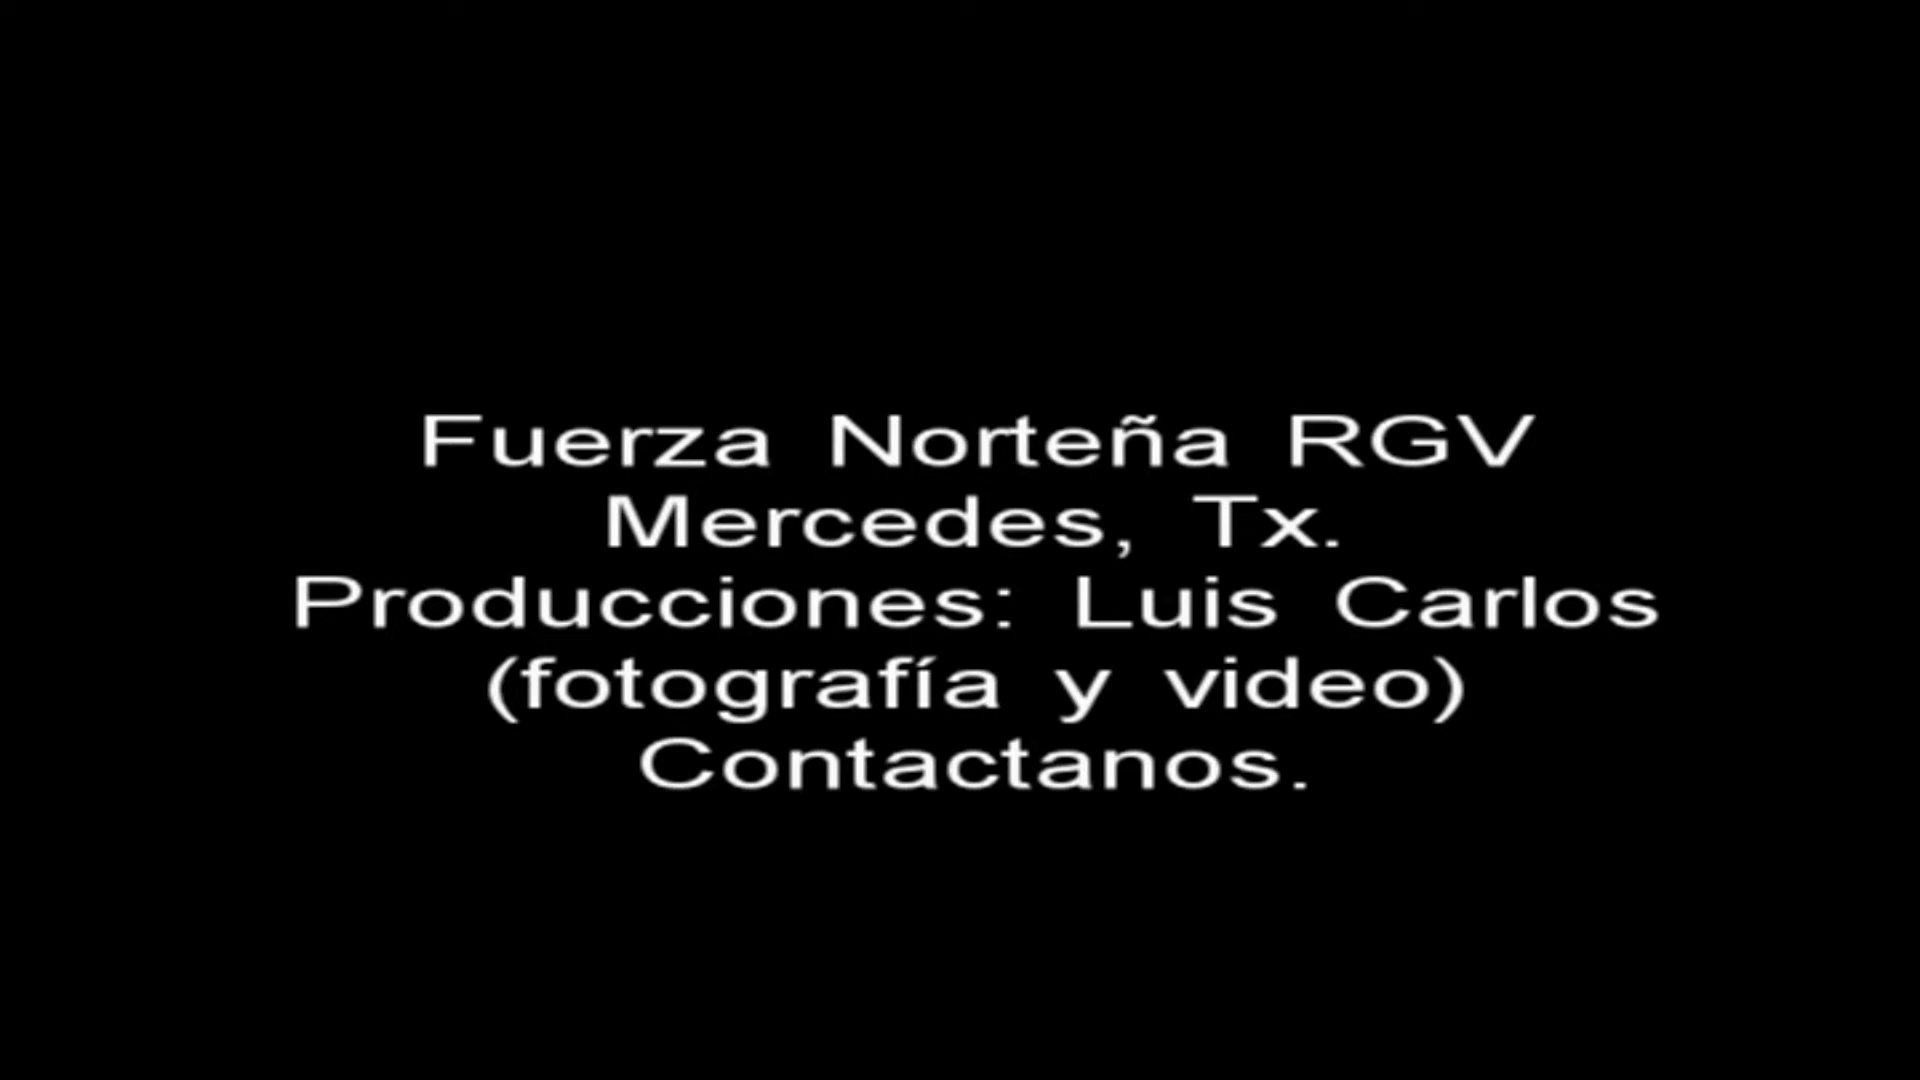 Fuerza Norteña RGV
Mercedes, Tx.
Producciones: Luis Carlos
(fotografía y video)
Contactanos.